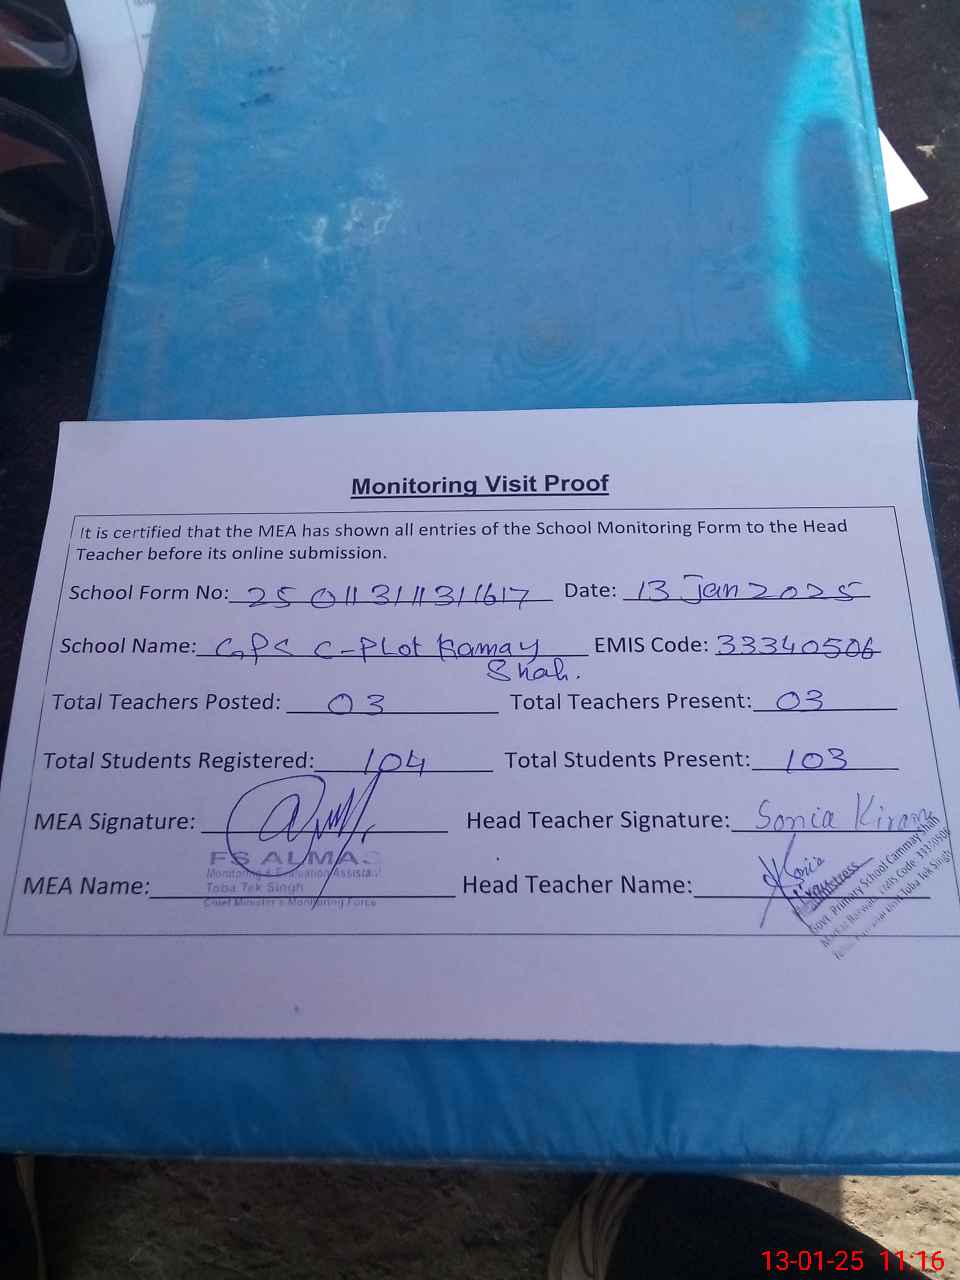 Monitoring Visit Proof
It is certified that the MEA has shown all entries of the School Monitoring Form to the Head
Teacher before its online submission.
School Form No: 25011311311617 Date: 13 Jan 2025
School Name: GPS C-Plot Kamay Shah. EMIS Code: 33340506
Total Teachers Posted: 03 Total Teachers Present: 03
Total Students Registered: 104 Total Students Present: 103
MEA Signature: Head Teacher Signature: Sonia Kiran
FS ALMAS
Monitoring & Evaluation Assistant
MEA Name: Toba Tek Singh Head Teacher Name: Sonia
Chief Minister's Monitoring Force
Govt. Primary School Cammay Shah
Toba Tek Singh
13-01-25 11:16